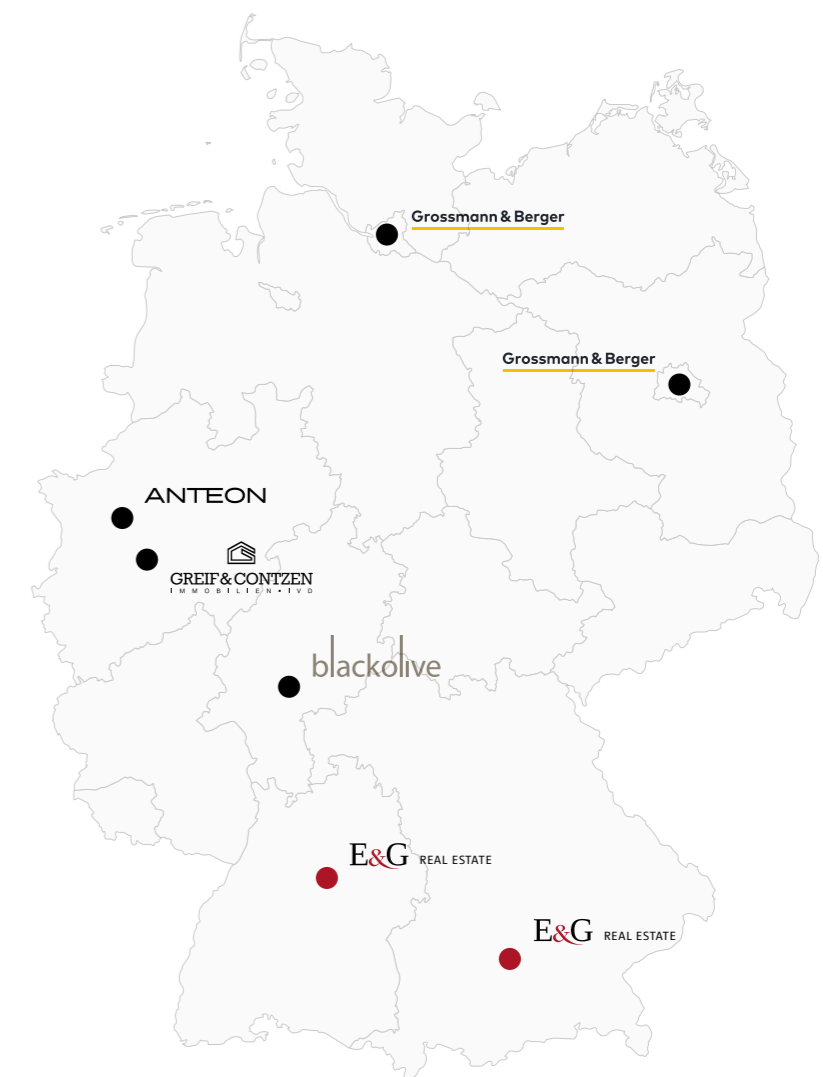 Grossmann & Berger
Grossmann & Berger
ANTEON
GREIF & CONTZEN
IMMOBILIEN • IVD
blackolive
E&G REAL ESTATE
E&G REAL ESTATE